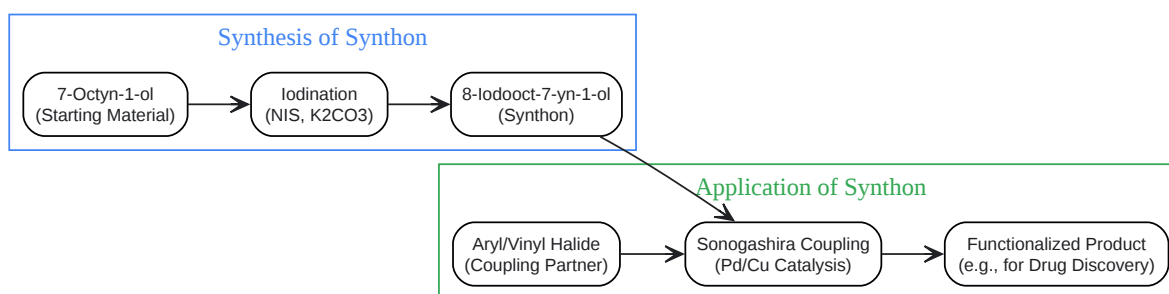 Synthesis of Synthon
7-Octyn-1-ol
(Starting Material)
Iodination
(NIS, K2CO3)
8-Iodooct-7-yn-1-ol
(Synthon)
Application of Synthon
Aryl/Vinyl Halide
(Coupling Partner)
Sonogashira Coupling
(Pd/Cu Catalysis)
Functionalized Product
(e.g., for Drug Discovery)